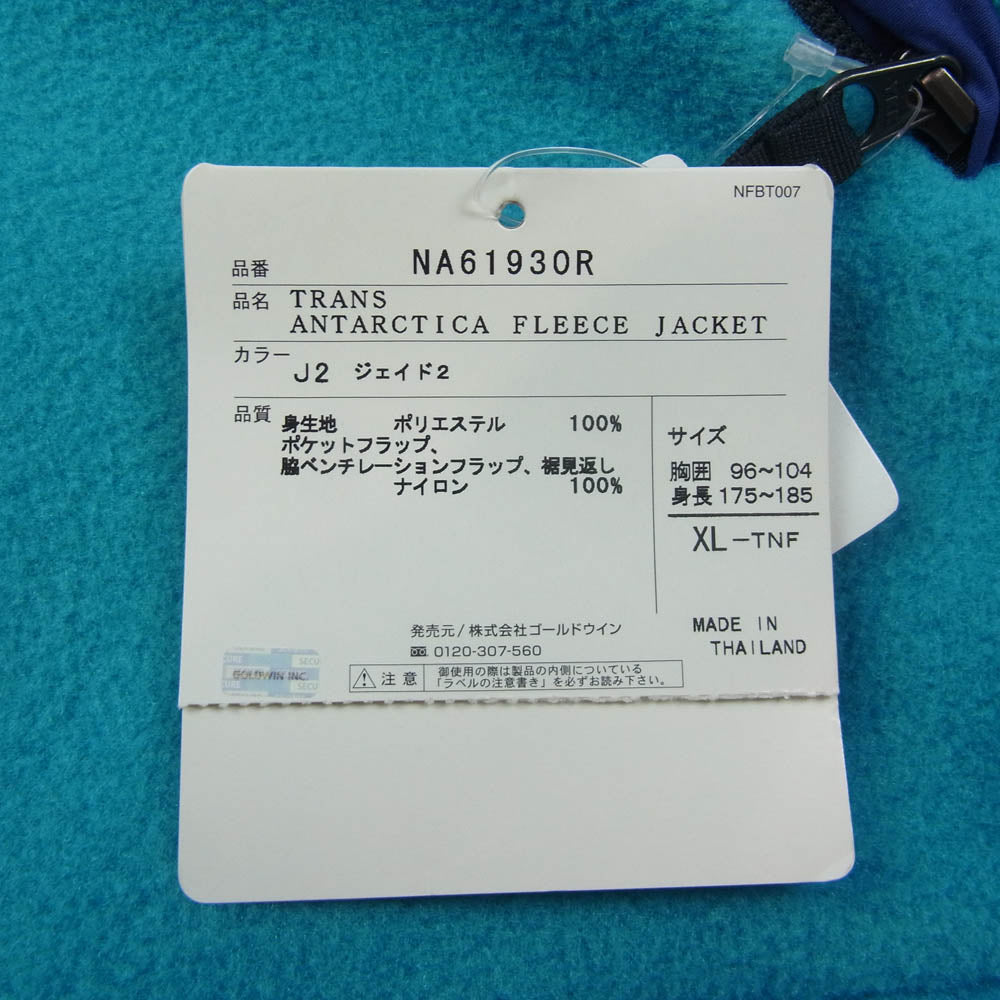 NFBT007
品番 NA61930R
品名 TRANS
ANTARCTICA FLEECE JACKET
カラー J2 ジェイド2
品質 身生地 ポリエステル 100%
ポケットフラップ、
脇ベンチレーションフラップ、裾見返し
ナイロン 100%
サイズ
胸囲 96~104
身長 175~185
XL-TNF
MADE IN
THAILAND
発売元/株式会社ゴールドウイン
0120-307-560
注意 御使用の際は製品の内側についている
「ラベルの注意書き」を必ずお読み下さい。
SECU
GOLDWIN INC.
CURE SECU